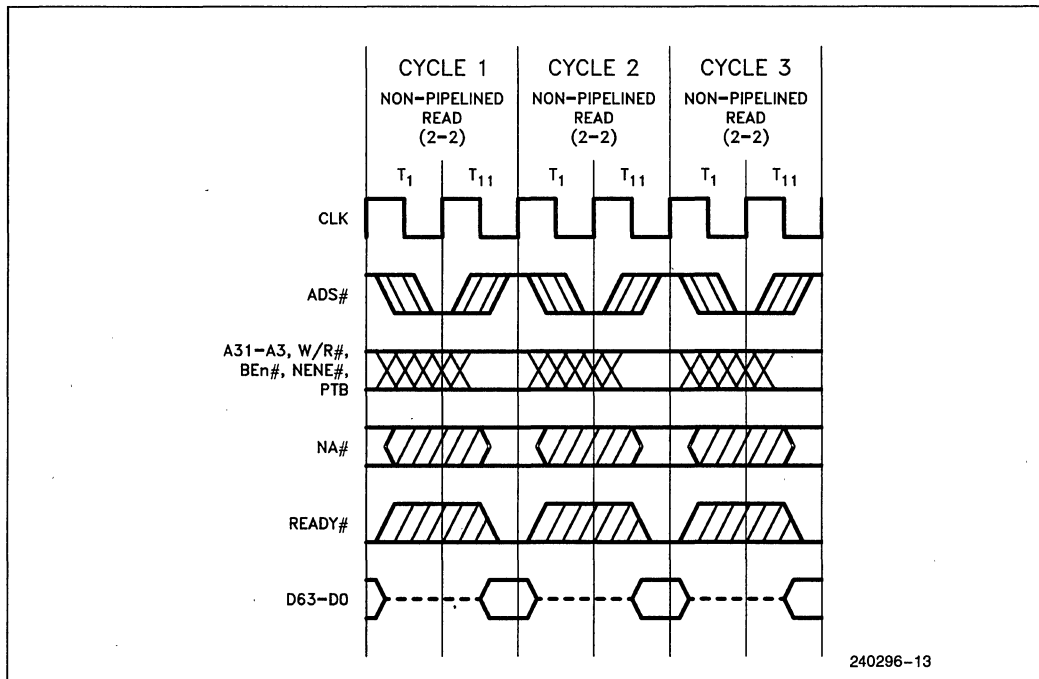 CYCLE 1 CYCLE 2 CYCLE 3
NON-PIPELINED NON-PIPELINED NON-PIPELINED
READ READ READ
(2-2) (2-2) (2-2)
T1 T11 T1 T11 T1 T11
CLK
ADS#
A31-A3, W/R#,
BEn#, NENE#,
PTB
NA#
READY#
D63-D0
240296-13